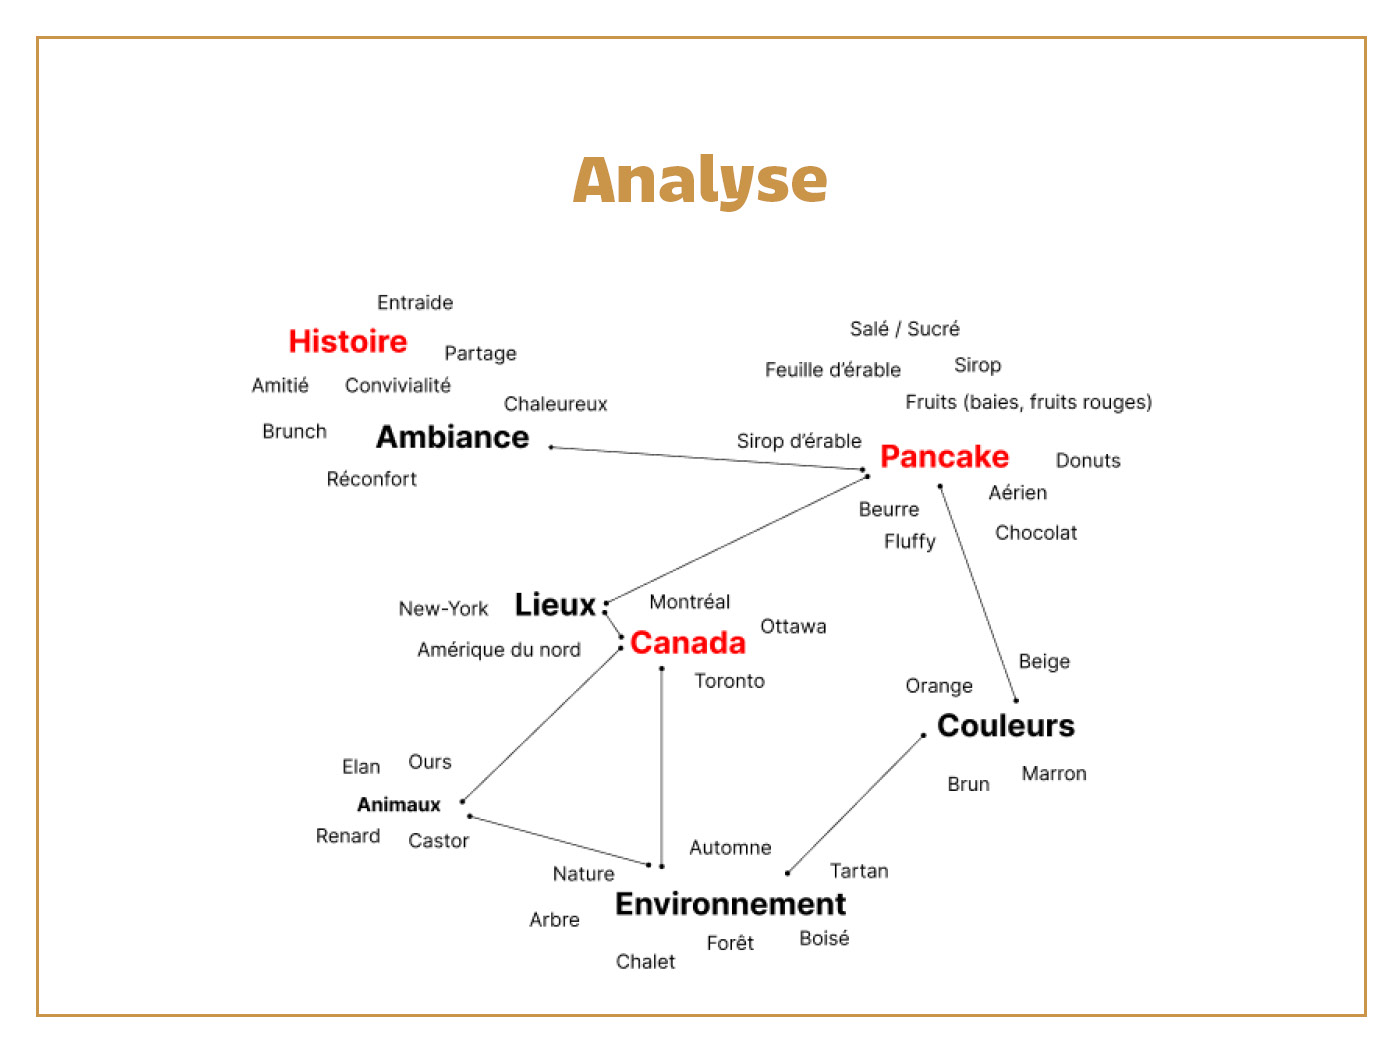 Analyse
Entraide
Histoire
Partage
Amitié
Convivialité
Chaleureux
Brunch
Ambiance
Réconfort
Salé / Sucré
Feuille d'érable
Sirop
Fruits (baies, fruits rouges)
Sirop d'érable
Pancake
Donuts
Aérien
Beurre
Chocolat
Fluffy
New-York
Lieux
Montréal
Ottawa
Amérique du nord
Canada
Toronto
Beige
Orange
Couleurs
Marron
Brun
Elan
Ours
Animaux
Renard
Castor
Automne
Nature
Tartan
Environnement
Arbre
Forêt
Boisé
Chalet